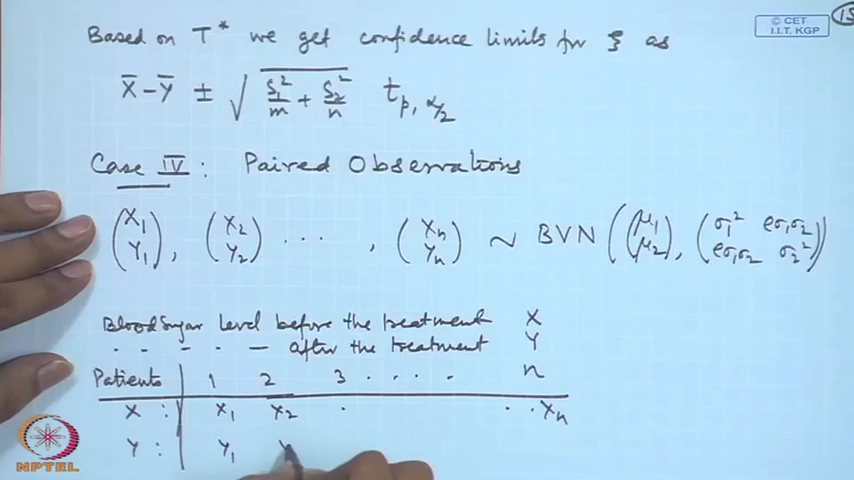 © CET
I.I.T. KGP
15
Based on T* we get confidence limits for ξ as
X̄ - Ȳ ± √(S₁²/m + S₂²/n) t_{p, α/2}
Case IV : Paired Observations
(X₁ Y₁), (X₂ Y₂) . . . , (Xₙ Yₙ) ~ BVN ((μ₁ μ₂), (σ₁² ρσ₁σ₂ ρσ₁σ₂ σ₂²))
Blood Sugar level before the treatment X
. . - . - after the treatment Y
Patients 1 2 3 . . . . . n
X : X₁ X₂ . . . Xₙ
Y : Y₁
NPTEL